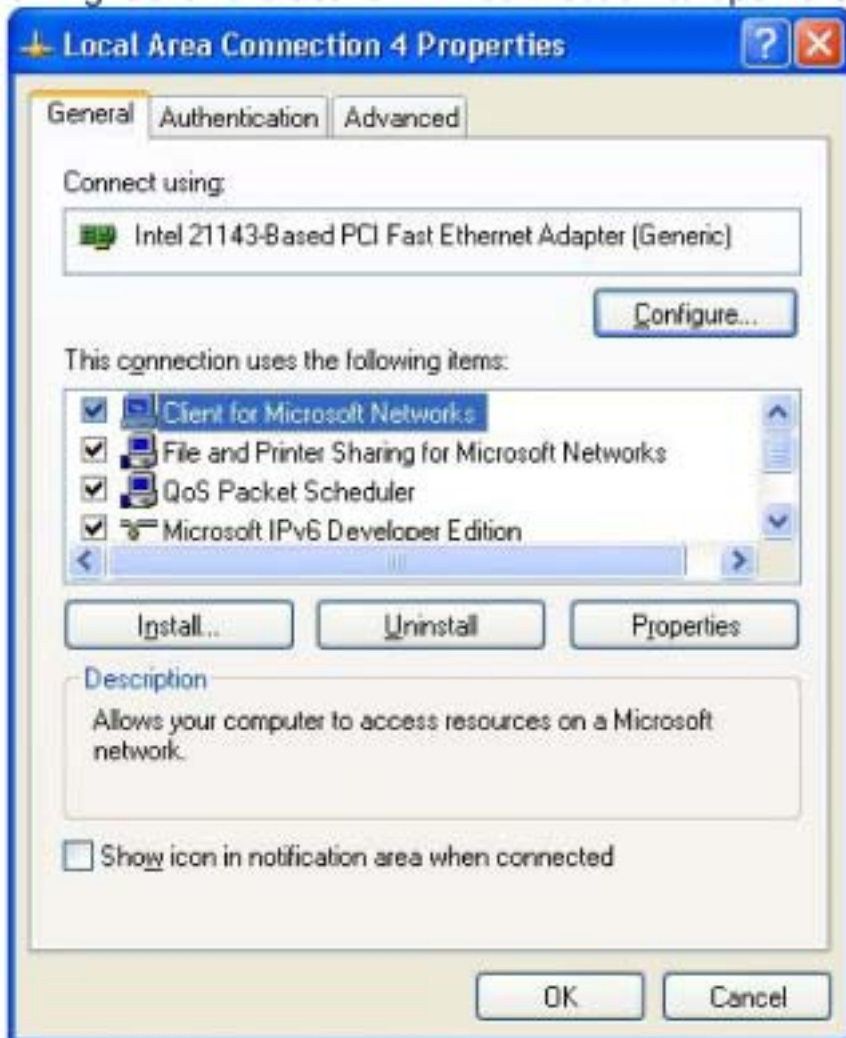 Local Area Connection 4 Properties
General Authentication Advanced
Connect using:
Intel 21143-Based PCI Fast Ethernet Adapter (Generic)
Configure...
This connection uses the following items:
Client for Microsoft Networks
File and Printer Sharing for Microsoft Networks
QoS Packet Scheduler
Microsoft IPv6 Developer Edition
Install... Uninstall Properties
Description
Allows your computer to access resources on a Microsoft
network.
Show icon in notification area when connected
OK Cancel